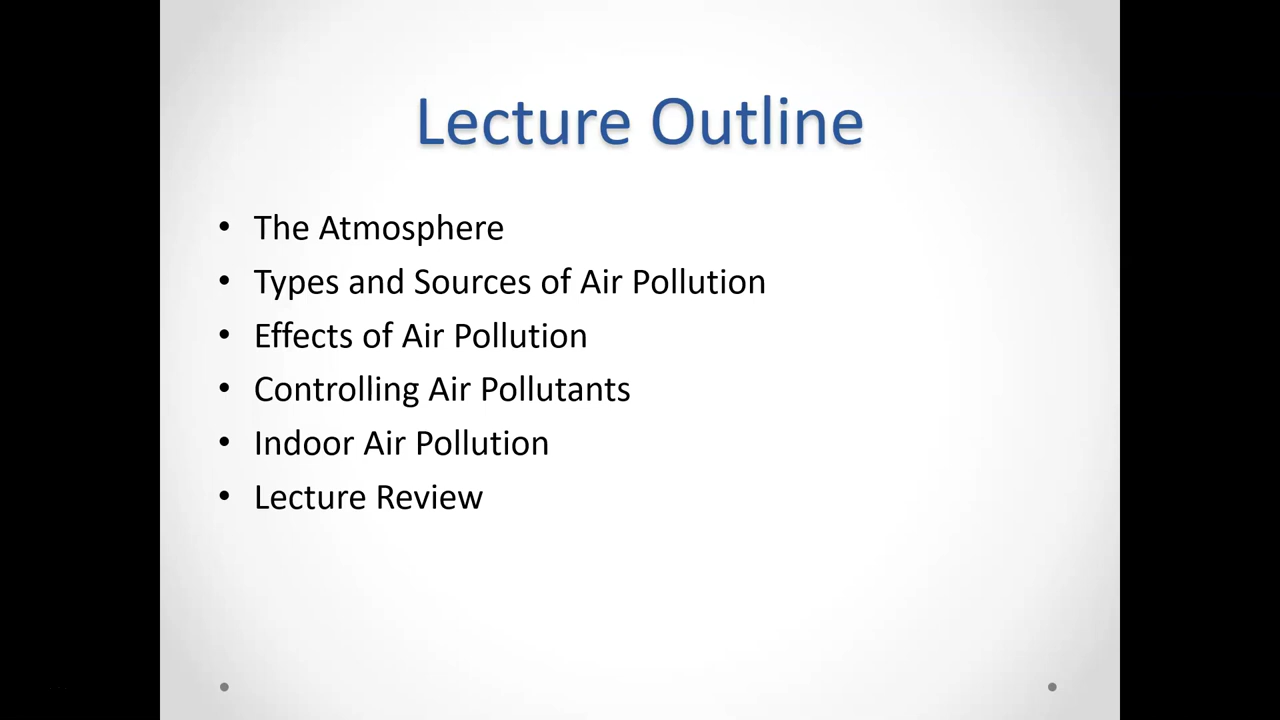 Lecture Outline
• The Atmosphere
• Types and Sources of Air Pollution
• Effects of Air Pollution
• Controlling Air Pollutants
• Indoor Air Pollution
• Lecture Review